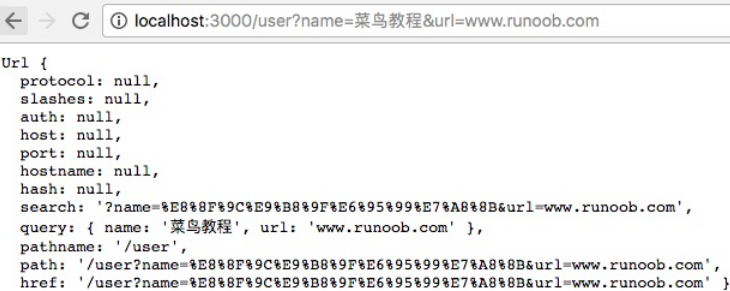 localhost:3000/user?name=菜鸟教程&url=www.runoob.com
Url {
  protocol: null,
  slashes: null,
  auth: null,
  host: null,
  port: null,
  hostname: null,
  hash: null,
  search: '?name=%E8%8F%9C%E9%B8%9F%E6%95%99%E7%A8%8B&url=www.runoob.com',
  query: { name: '菜鸟教程', url: 'www.runoob.com' },
  pathname: '/user',
  path: '/user?name=%E8%8F%9C%E9%B8%9F%E6%95%99%E7%A8%8B&url=www.runoob.com',
  href: '/user?name=%E8%8F%9C%E9%B8%9F%E6%95%99%E7%A8%8B&url=www.runoob.com' }